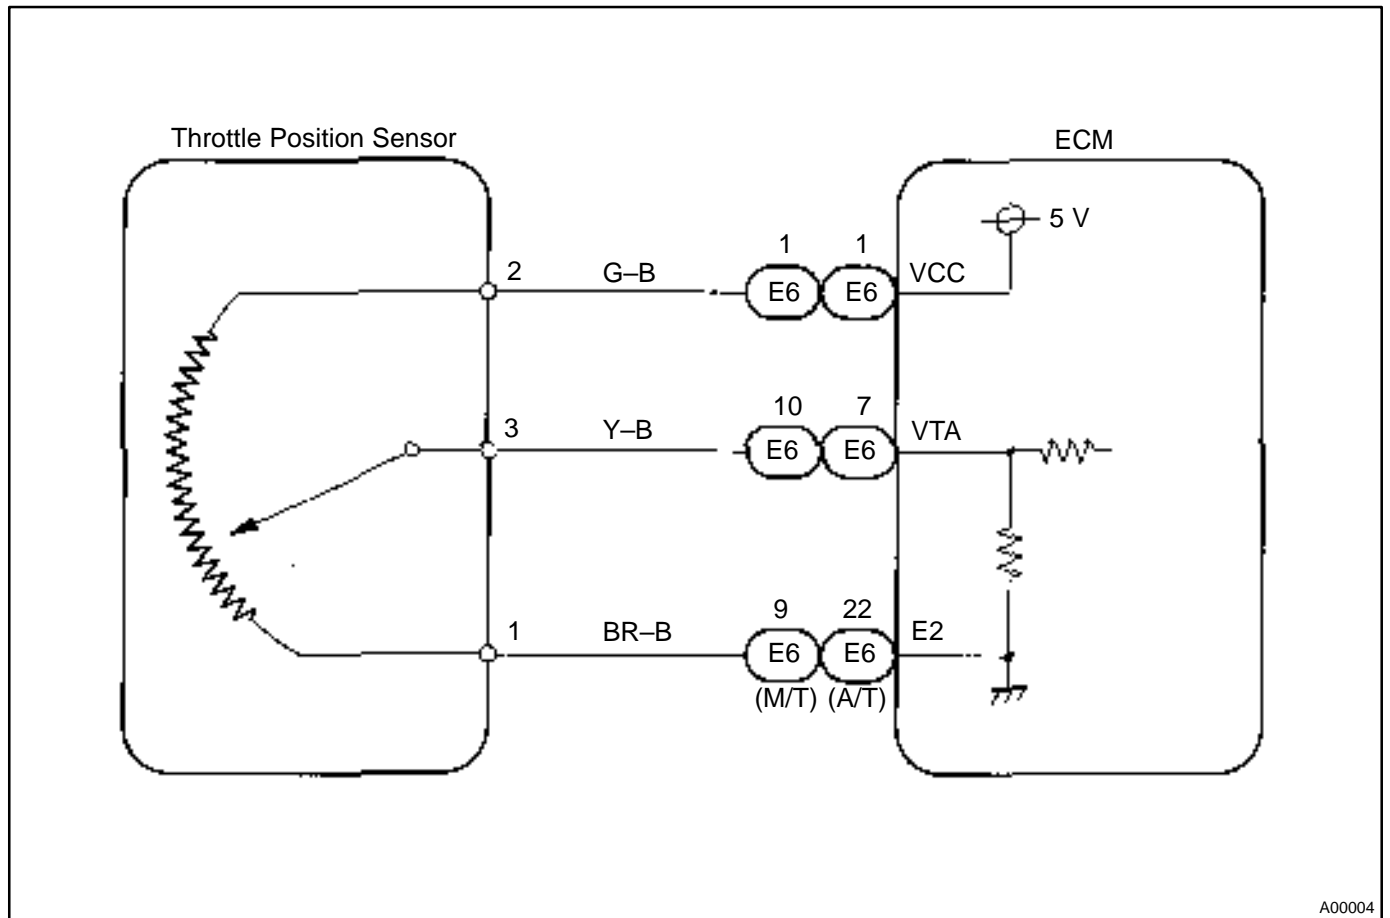 Throttle Position Sensor
ECM
5 V
1 1
2 G–B E6 E6 VCC
10 7
3 Y–B E6 E6 VTA
9 22
1 BR–B E6 E6 E2
(M/T) (A/T)
A00004